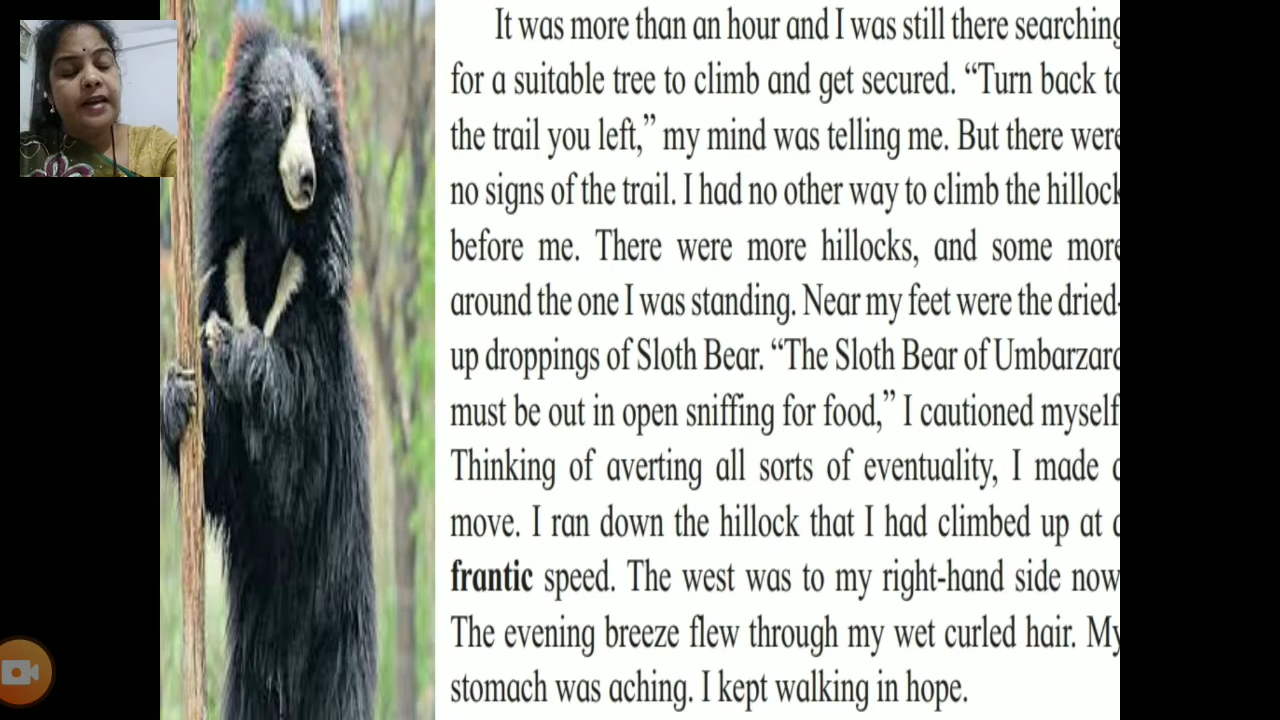 It was more than an hour and I was still there searching
for a suitable tree to climb and get secured. “Turn back to
the trail you left,” my mind was telling me. But there were
no signs of the trail. I had no other way to climb the hillock
before me. There were more hillocks, and some more
around the one I was standing. Near my feet were the dried-
up droppings of Sloth Bear. “The Sloth Bear of Umbarzara
must be out in open sniffing for food,” I cautioned myself
Thinking of averting all sorts of eventuality, I made a
move. I ran down the hillock that I had climbed up at a
frantic speed. The west was to my right-hand side now
The evening breeze flew through my wet curled hair. My
stomach was aching. I kept walking in hope.